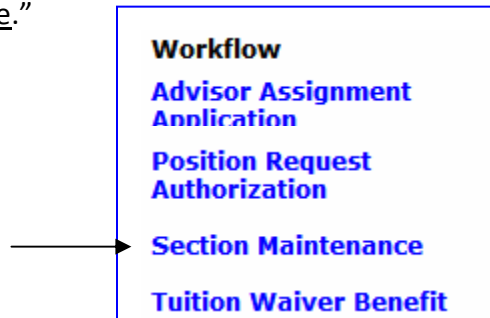 e.”
Workflow
Advisor Assignment
Application
Position Request
Authorization
Section Maintenance
Tuition Waiver Benefit